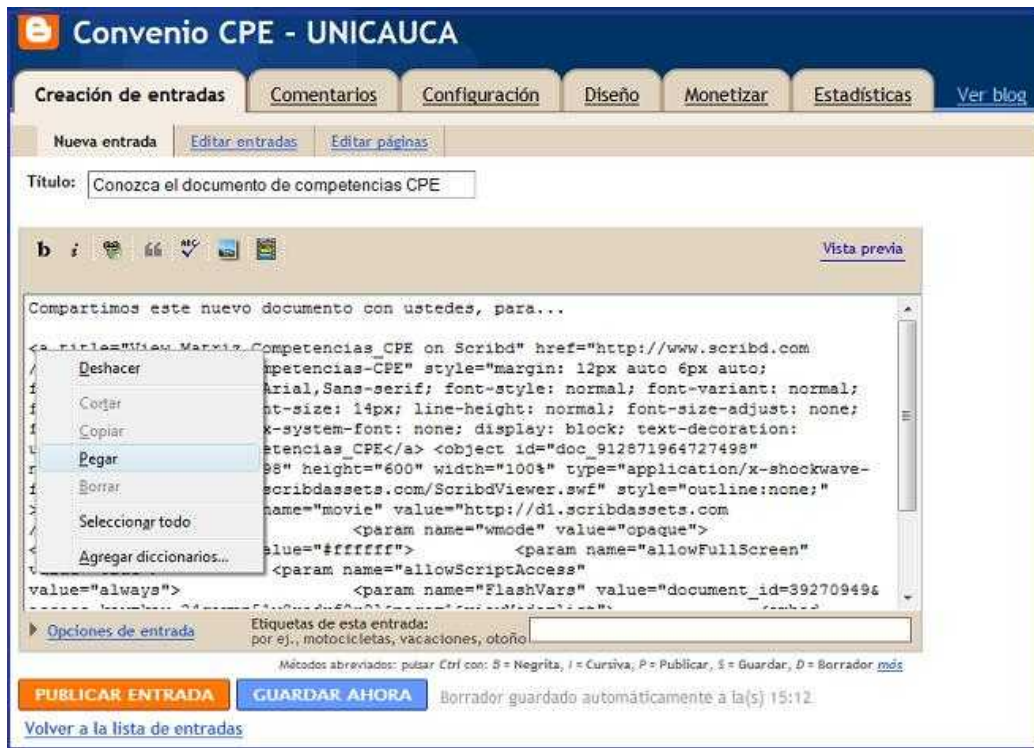 Convenio CPE - UNICAUCA
Creación de entradas Comentarios Configuración Diseño Monetizar Estadísticas Ver blog
Nueva entrada Editar entradas Editar páginas
Título: Conozca el documento de competencias CPE
b i ABC Vista previa
Compartimos este nuevo documento con ustedes, para...
<a title="View Matriz Competencias_CPE on Scribd" href="http://www.scribd.com
mpetencias-CPE" style="margin: 12px auto 6px auto;
Arial,Sans-serif; font-style: normal; font-variant: normal;
nt-size: 14px; line-height: normal; font-size-adjust: none;
x-system-font: none; display: block; text-decoration:
etencias_CPE</a> <object id="doc_912871964727498"
98" height="600" width="100%" type="application/x-shockwave-
scribdassets.com/ScribdViewer.swf" style="outline:none;"
name="movie" value="http://d1.scribdassets.com
<param name="wmode" value="opaque">
alue="#ffffff"> <param name="allowFullScreen"
<param name="allowScriptAccess"
value="always"> <param name="FlashVars" value="document_id=39270949&
Deshacer
Cortar
Copiar
Pegar
Borrar
Seleccionar todo
Agregar diccionarios...
Opciones de entrada Etiquetas de esta entrada:
por ej., motocicletas, vacaciones, otoño
Métodos abreviados: pulsar Ctrl con: B = Negrita, I = Cursiva, P = Publicar, S = Guardar, D = Borrador más
PUBLICAR ENTRADA GUARDAR AHORA Borrador guardado automáticamente a la(s) 15:12
Volver a la lista de entradas